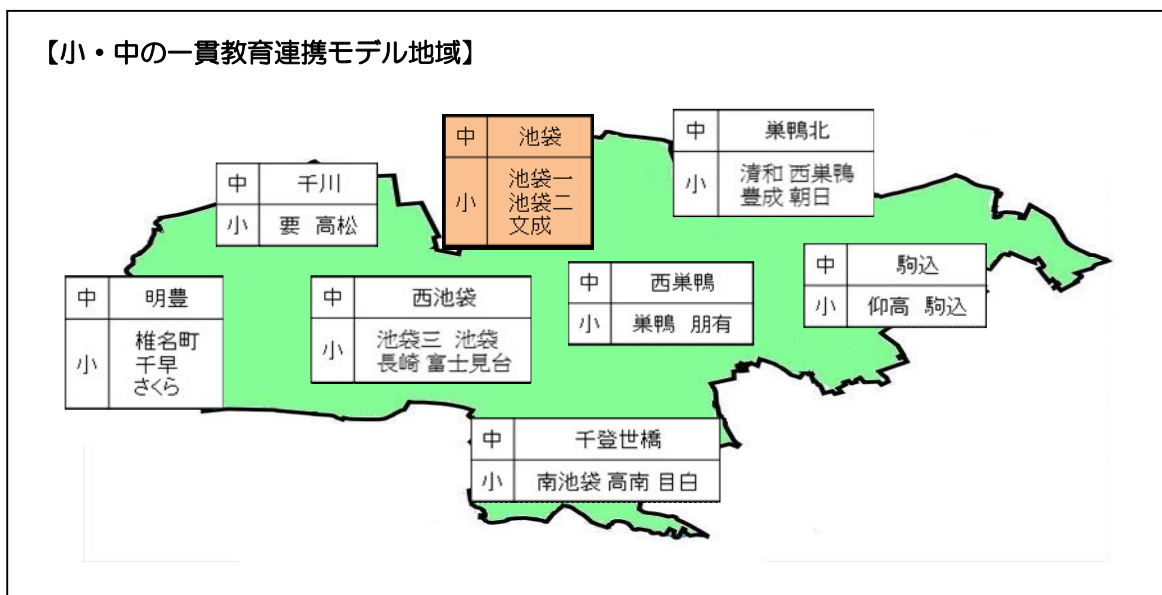 【小・中の一貫教育連携モデル地域】
中 池袋
小 池袋一
池袋二
文成
中 巣鴨北
小 清和 西巣鴨
豊成 朝日
中 千川
小 要 高松
中 明豊
小 椎名町
千早
さくら
中 西池袋
小 池袋三 池袋
長崎 富士見台
中 西巣鴨
小 巣鴨 朋有
中 駒込
小 仰高 駒込
中 千登世橋
小 南池袋 高南 目白